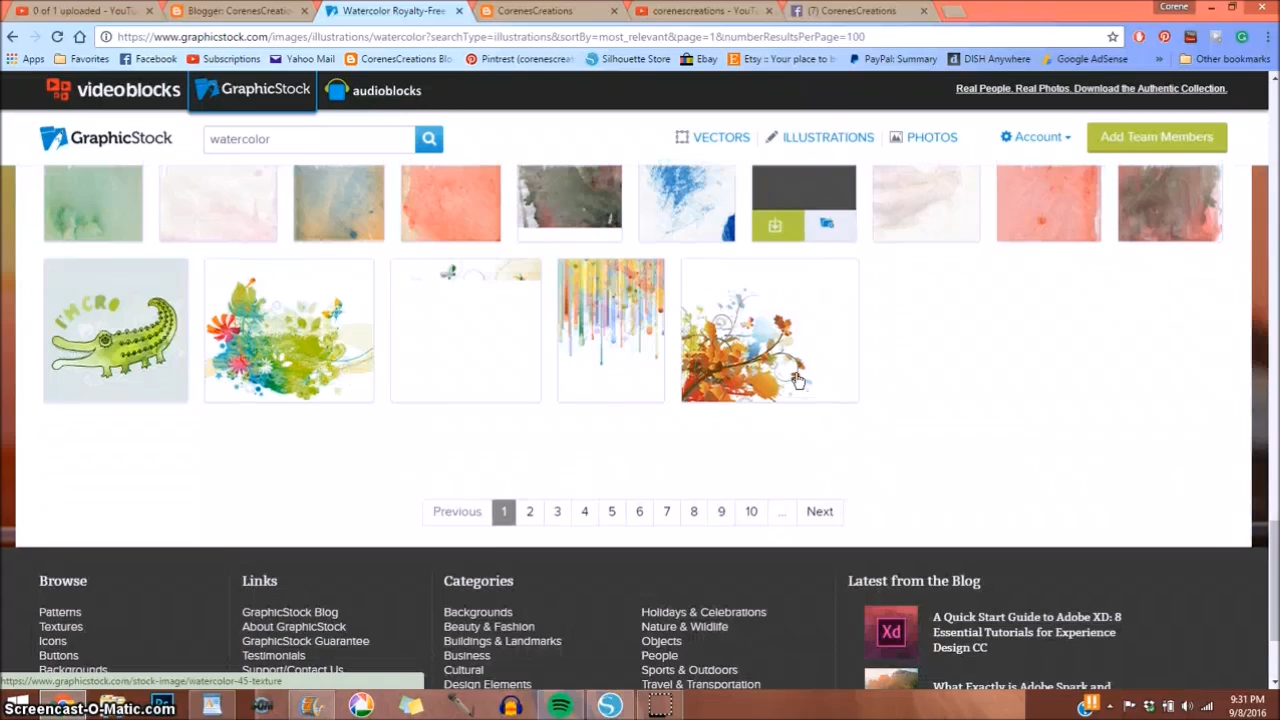 0 of 1 uploaded - YouTu
Blogger: CorenesCreatio
Watercolor Royalty-Free
CorenesCreations
corenescreations - YouT
(7) CorenesCreations
Corene
https://www.graphicstock.com/images/illustrations/watercolor?searchType=illustrations&sortBy=most_relevant&page=1&numberResultsPerPage=100
Apps
Favorites
Facebook
Subscriptions
Yahoo Mail
CorenesCreations Blo
Pintrest (corenescreat
Silhouette Store
Ebay
Etsy :: Your place to b
PayPal: Summary
DISH Anywhere
Google AdSense
»
Other bookmarks
videoblocks
GraphicStock
audioblocks
Real People. Real Photos. Download the Authentic Collection.
GraphicStock
watercolor
VECTORS
ILLUSTRATIONS
PHOTOS
Account
Add Team Members
I'M CRO
Previous 1 2 3 4 5 6 7 8 9 10 ... Next
Browse
Links
Categories
Latest from the Blog
Patterns
GraphicStock Blog
Backgrounds
Holidays & Celebrations
Xd
A Quick Start Guide to Adobe XD: 8
Essential Tutorials for Experience
Design CC
Textures
About GraphicStock
Beauty & Fashion
Nature & Wildlife
Icons
GraphicStock Guarantee
Buildings & Landmarks
Objects
Buttons
Testimonials
Business
People
Backgrounds
Support/Contact Us
Cultural
Sports & Outdoors
Design Elements
Travel & Transportation
What Exactly is Adobe Spark and
https://www.graphicstock.com/stock-image/watercolor-45-texture
Screencast-O-Matic.com
9:31 PM
9/8/2016